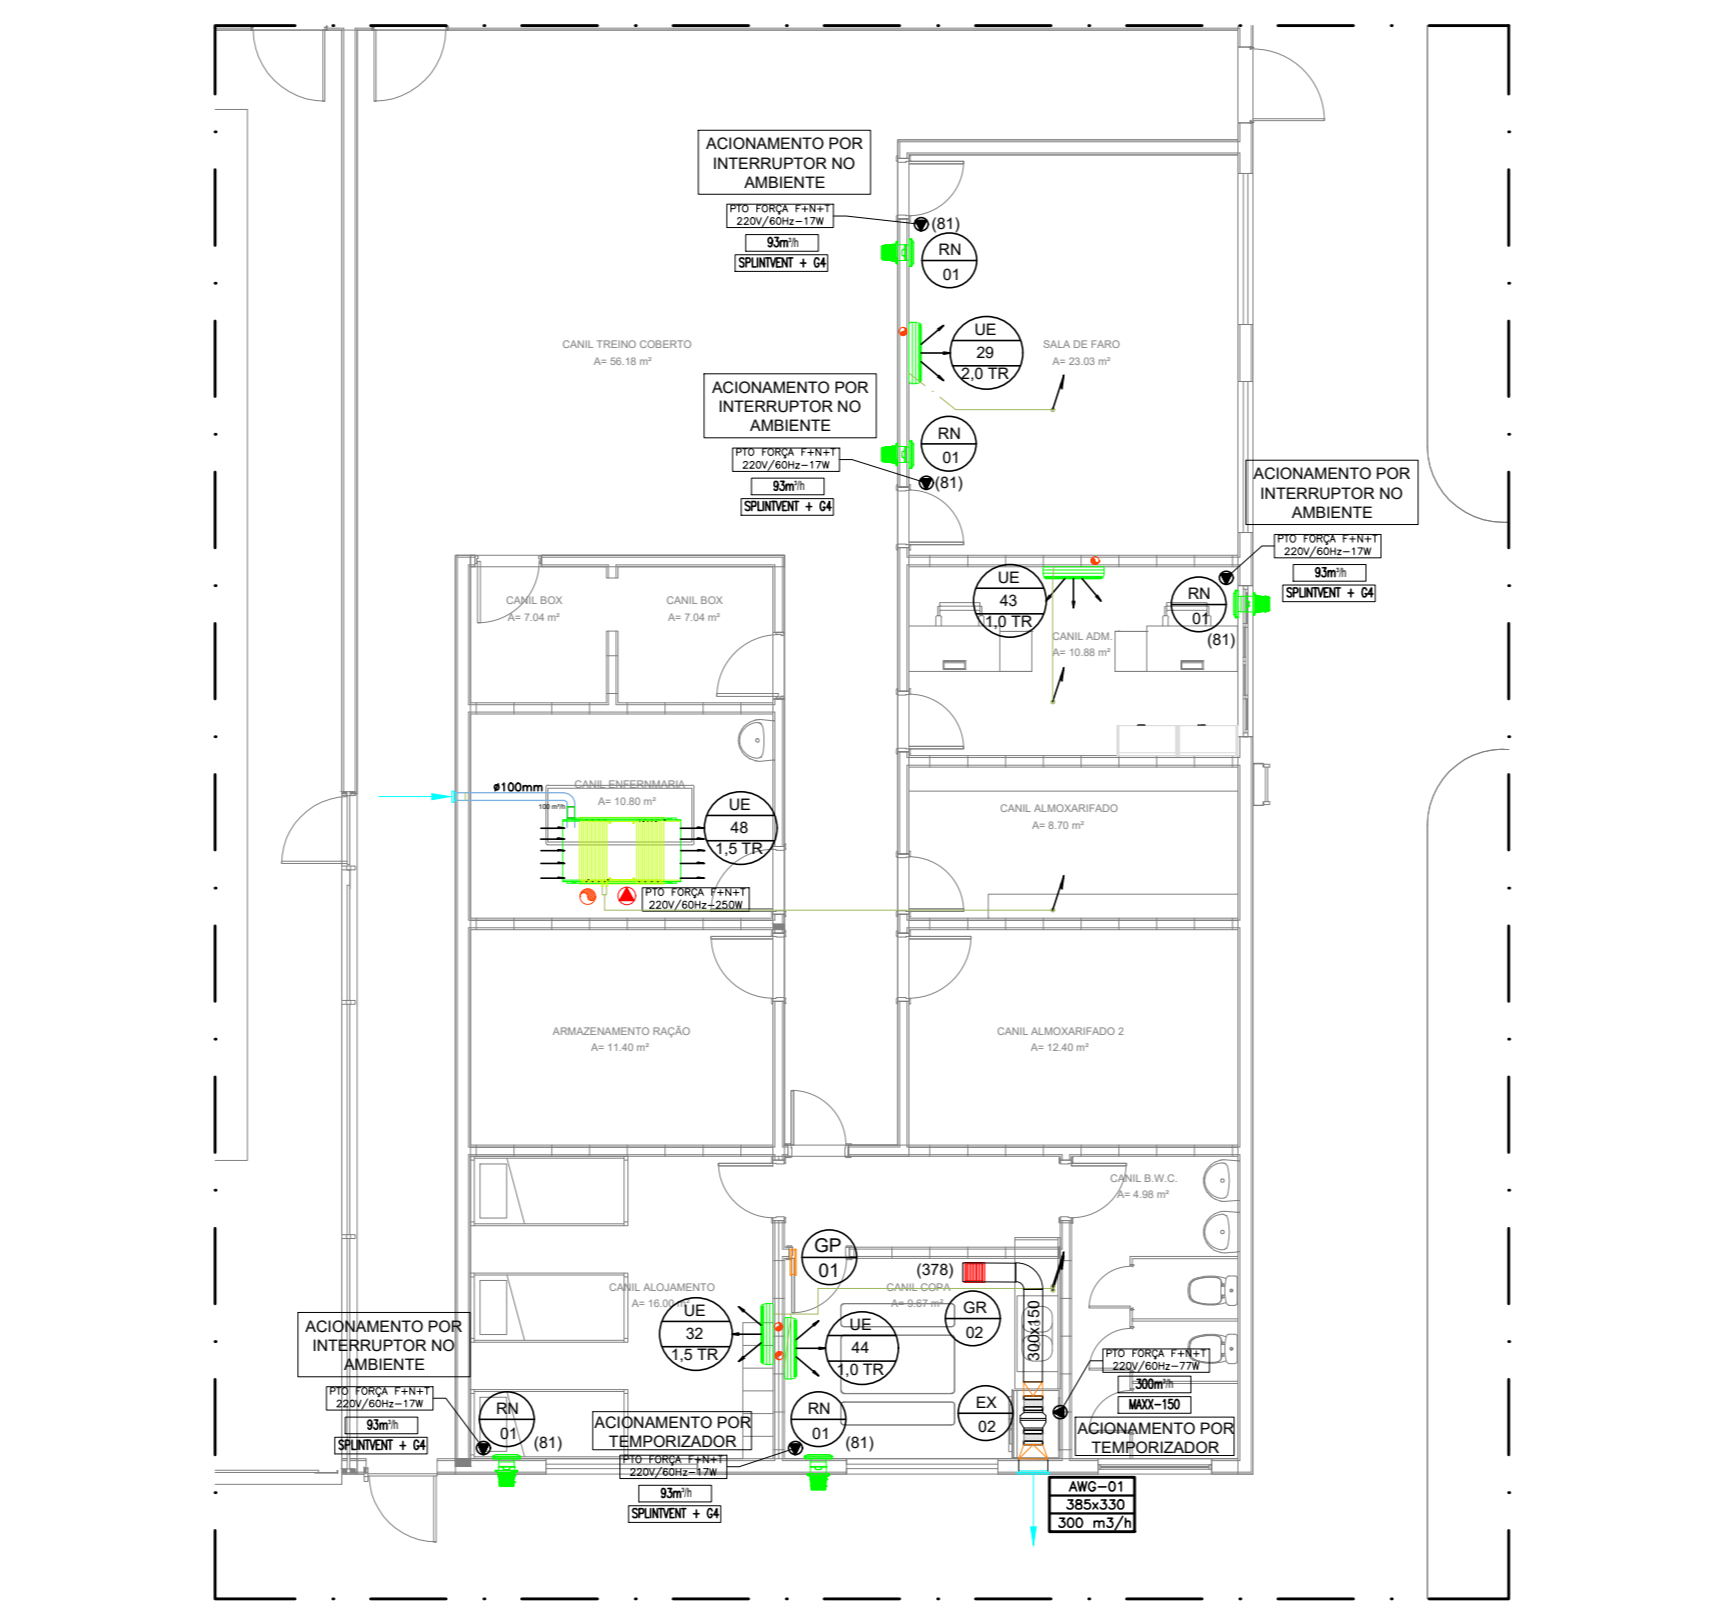 ACIONAMENTO POR
INTERRUPTOR NO
AMBIENTE
PTO FORÇA F+N+T
220V/60Hz-17W
93m³/h
SPLINTVENT + G4
(81)
RN
01
CANIL TREINO COBERTO
A= 56.18 m²
UE
29
2,0 TR
SALA DE FARO
A= 23.03 m²
ACIONAMENTO POR
INTERRUPTOR NO
AMBIENTE
PTO FORÇA F+N+T
220V/60Hz-17W
93m³/h
SPLINTVENT + G4
RN
01
(81)
ACIONAMENTO POR
INTERRUPTOR NO
AMBIENTE
PTO FORÇA F+N+T
220V/60Hz-17W
93m³/h
SPLINTVENT + G4
RN
01
(81)
CANIL BOX
A= 7.04 m²
CANIL BOX
A= 7.04 m²
UE
43
1,0 TR
CANIL ADM.
A= 10.88 m²
ø100mm
100 m³/h
CANIL ENFERNMARIA
A= 10.80 m²
UE
48
1,5 TR
PTO FORÇA F+N+T
220V/60Hz-250W
CANIL ALMOXARIFADO
A= 8.70 m²
ARMAZENAMENTO RAÇÃO
A= 11.40 m²
CANIL ALMOXARIFADO 2
A= 12.40 m²
CANIL B.W.C.
A= 4.98 m²
GP
01
(378)
CANIL ALOJAMENTO
A= 16.00 m²
CANIL COPA
A= 9.67 m²
GR
02
300x150
UE
32
1,5 TR
UE
44
1,0 TR
ACIONAMENTO POR
INTERRUPTOR NO
AMBIENTE
PTO FORÇA F+N+T
220V/60Hz-17W
93m³/h
SPLINTVENT + G4
RN
01
(81)
ACIONAMENTO POR
TEMPORIZADOR
PTO FORÇA F+N+T
220V/60Hz-17W
93m³/h
SPLINTVENT + G4
RN
01
(81)
EX
02
PTO FORÇA F+N+T
220V/60Hz-77W
300m³/h
MAXX-150
ACIONAMENTO POR
TEMPORIZADOR
AWG-01
385x330
300 m3/h